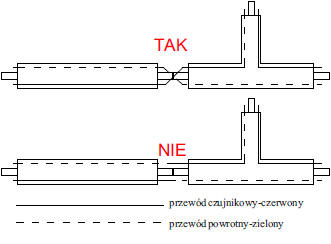 TAK
NIE
przewód czujnikowy-czerwony
przewód powrotny-zielony